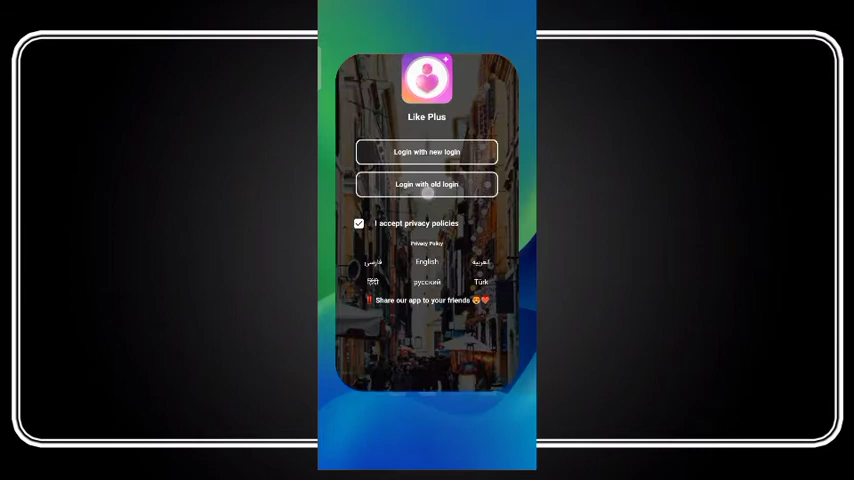 Like Plus
Login with new login
Login with old login
I accept privacy policies
Privacy Policy
فارسی English العربية
русский Türk
‼️ Share our app to your friends 😍❤️